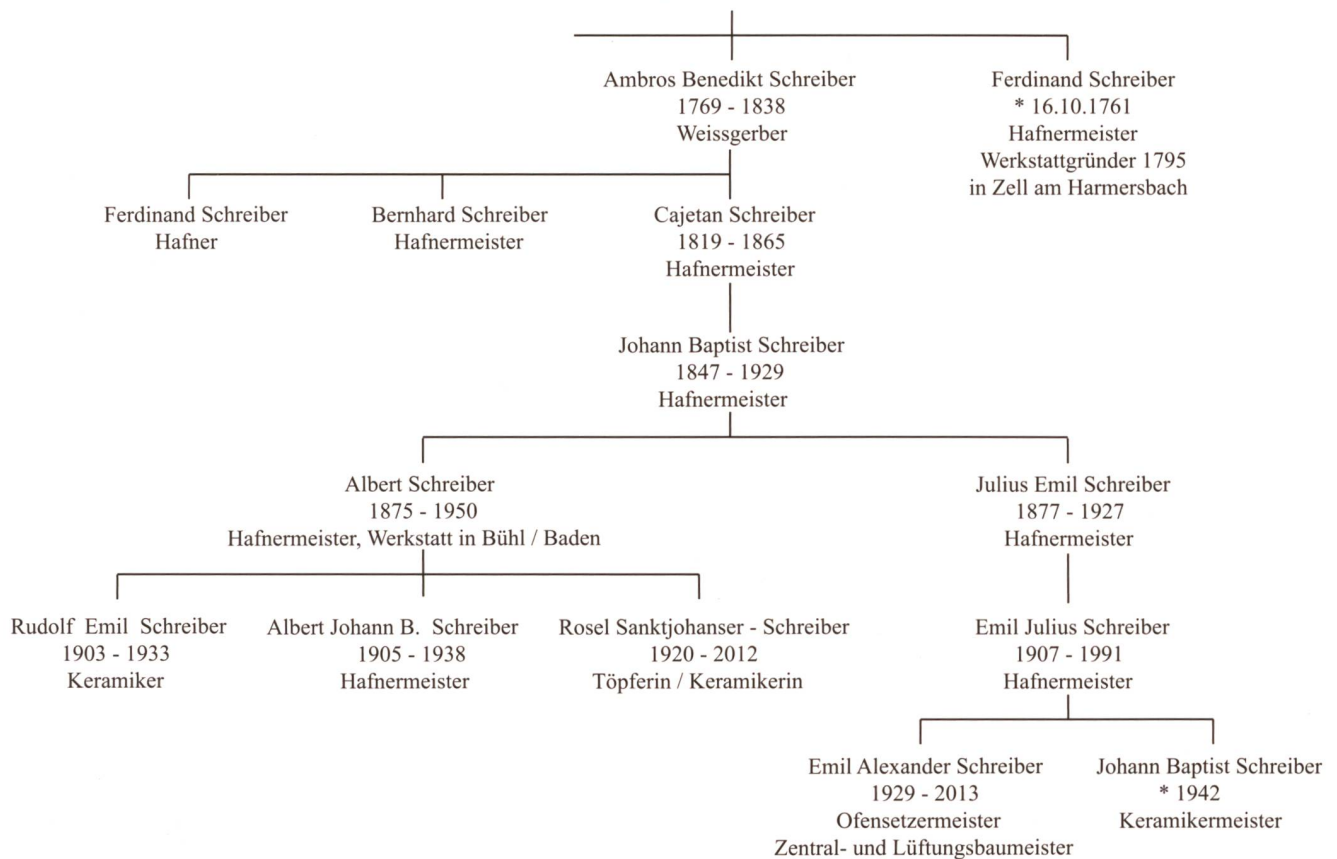 Ambros Benedikt Schreiber
1769 - 1838
Weissgerber
Ferdinand Schreiber
* 16.10.1761
Hafnermeister
Werkstattgründer 1795
in Zell am Harmersbach
Ferdinand Schreiber
Hafner
Bernhard Schreiber
Hafnermeister
Cajetan Schreiber
1819 - 1865
Hafnermeister
Johann Baptist Schreiber
1847 - 1929
Hafnermeister
Albert Schreiber
1875 - 1950
Hafnermeister, Werkstatt in Bühl / Baden
Julius Emil Schreiber
1877 - 1927
Hafnermeister
Rudolf Emil Schreiber
1903 - 1933
Keramiker
Albert Johann B. Schreiber
1905 - 1938
Hafnermeister
Rosel Sanktjohanser - Schreiber
1920 - 2012
Töpferin / Keramikerin
Emil Julius Schreiber
1907 - 1991
Hafnermeister
Emil Alexander Schreiber
1929 - 2013
Ofensetzermeister
Zentral- und Lüftungsbaumeister
Johann Baptist Schreiber
* 1942
Keramikermeister